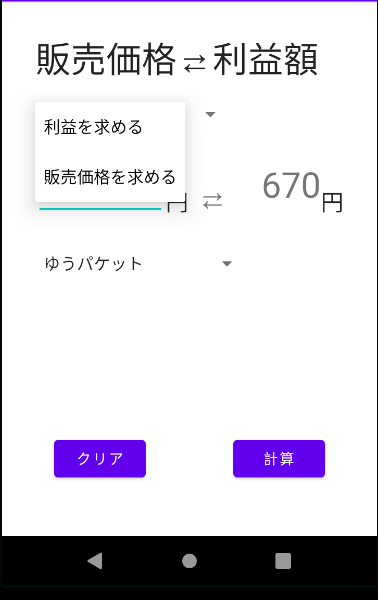 販売価格⇄利益額
利益を求める
販売価格を求める
円 ⇄ 670円
ゆうパケット
クリア 計算